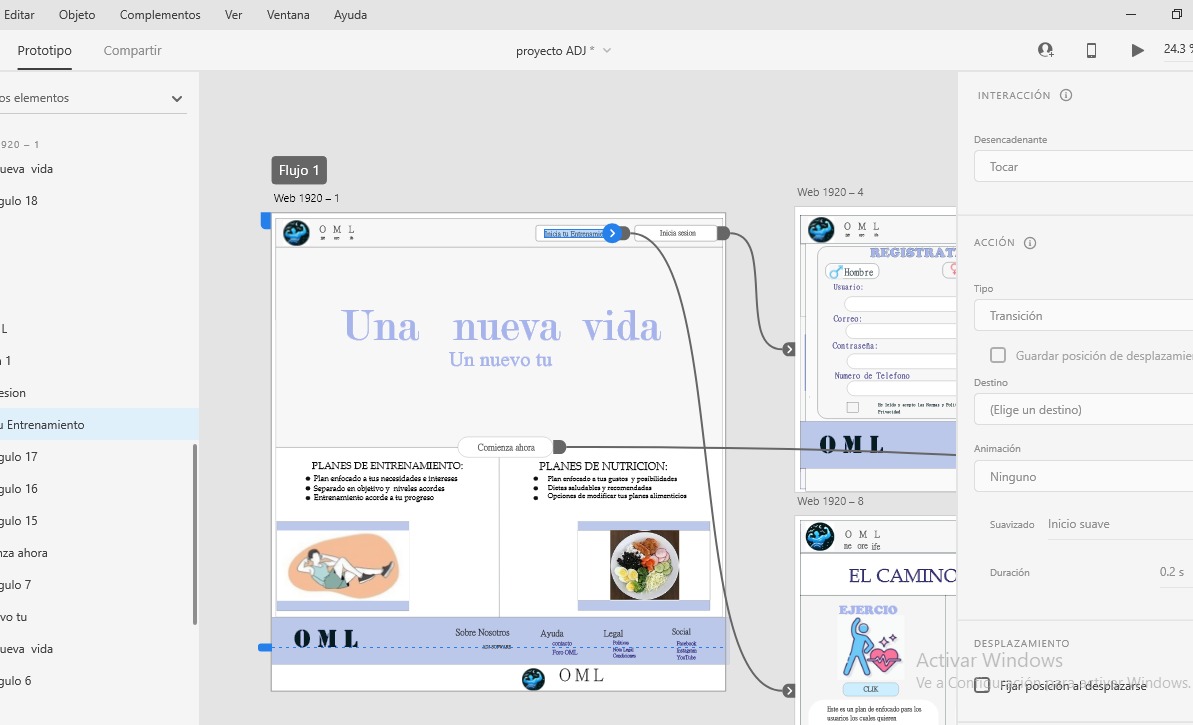 Editar Objeto Complementos Ver Ventana Ayuda
Prototipo Compartir
proyecto ADJ *
24.3 %
os elementos
920 – 1
ueva vida
gulo 18
L
1
esion
u Entrenamiento
gulo 17
gulo 16
gulo 15
nza ahora
gulo 7
vo tu
ueva vida
gulo 6
Flujo 1
Web 1920 – 1
O M L
Inicia tu Entrenamie
Inicia sesion
Una nueva vida
Un nuevo tu
Comienza ahora
PLANES DE ENTRENAMIENTO:
Plan enfocado a tus necesidades e intereses
Separado en objetivo y niveles acordes
Entrenamiento acorde a tu progreso
PLANES DE NUTRICION:
Plan enfocado a tus gustos y posibilidades
Dietas saludables y recomendadas
Opciones de modificar tus planes alimenticios
OML
Sobre Nosotros
Ayuda
contacto
Foro OML
Legal
Politicas
Nota Legal
Condiciones
Social
Facebook
Instagram
YouTube
O M L
Web 1920 – 4
O M L
REGISTRAT
Hombre
Usuario:
Correo:
Contraseña:
Numero de Telefono
He leido y acepto las Normas y Polit
Privacidad
OML
Web 1920 – 8
O M L
ne ore ife
EL CAMINO
EJERCIO
CLIK
Este es un plan de enfocado para los
usuarios los cuales quieren
INTERACCIÓN
Desencadenante
Tocar
ACCIÓN
Tipo
Transición
Guardar posición de desplazamie
Destino
(Elige un destino)
Animación
Ninguno
Suavizado Inicio suave
Duración 0.2 s
DESPLAZAMIENTO
Fijar posición al desplazarse
Activar Windows
Ve a Configuración para activar Windows.